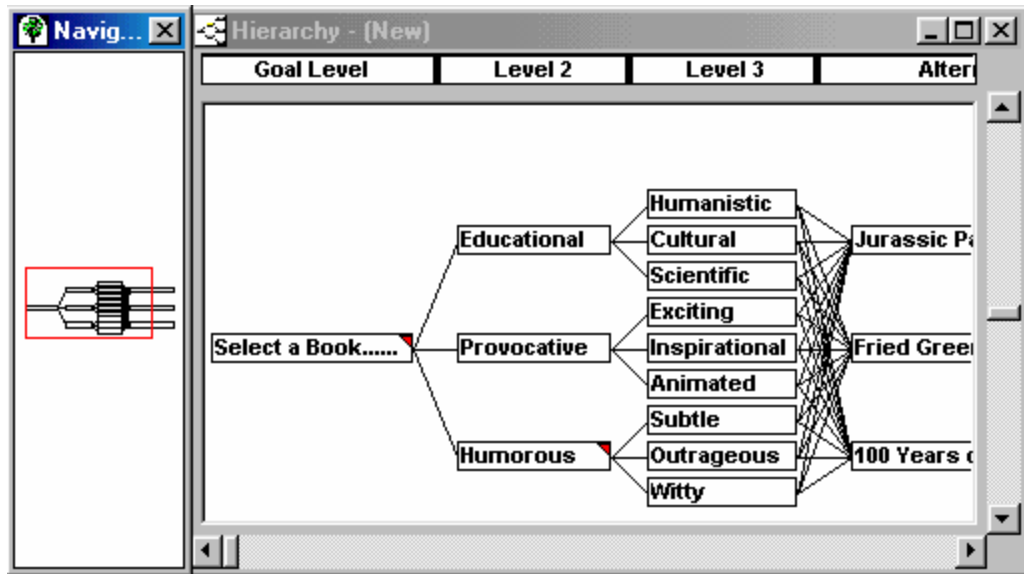 Navig...
Hierarchy - (New)
Goal Level
Level 2
Level 3
Alter
Select a Book......
Educational
Provocative
Humorous
Humanistic
Cultural
Scientific
Exciting
Inspirational
Animated
Subtle
Outrageous
Witty
Jurassic Pa
Fried Green
100 Years o